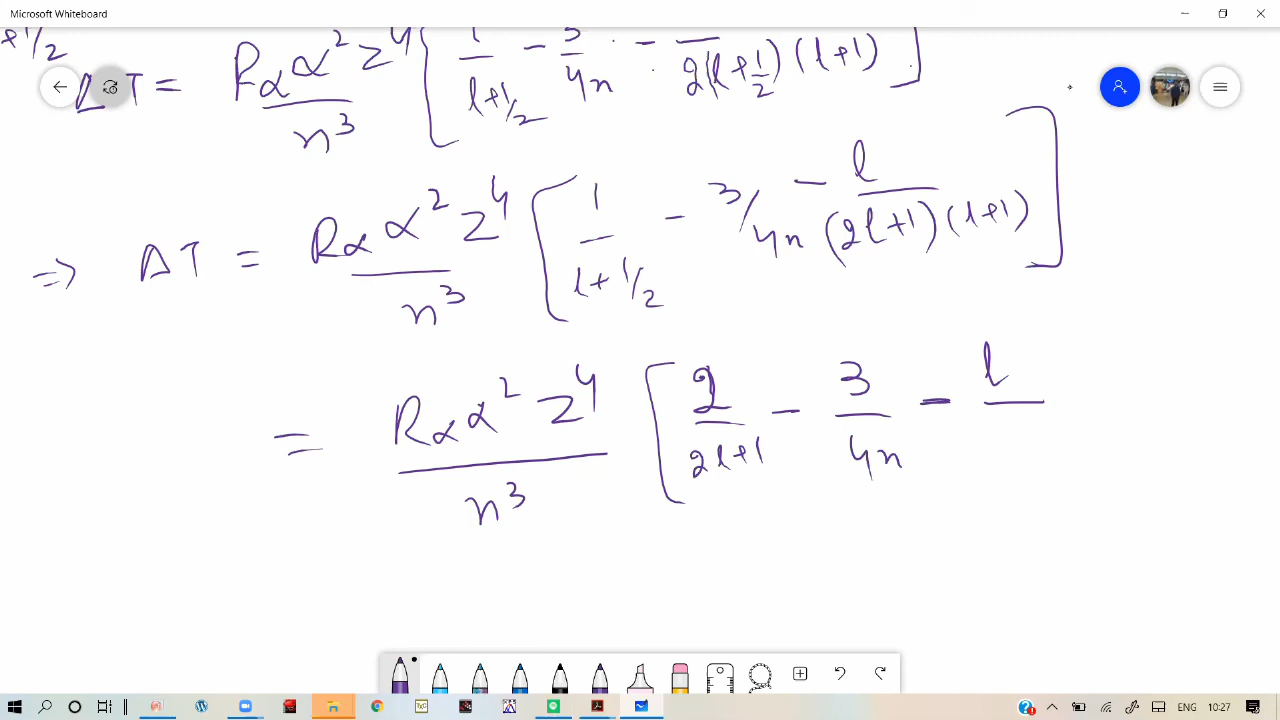 Microsoft Whiteboard
+1/2
ΔT = Rα α² Z⁴ / n³ [ 1/(l+1/2) - 3/4n - /2(l+1/2)(l+1) ]
⇒ ΔT = Rα α² Z⁴ / n³ [ 1/(l+1/2) - 3/4n - l/(2l+1)(l+1) ]
= Rα α² Z⁴ / n³ [ 2/2l+1 - 3/4n - l/
ENG 10:27